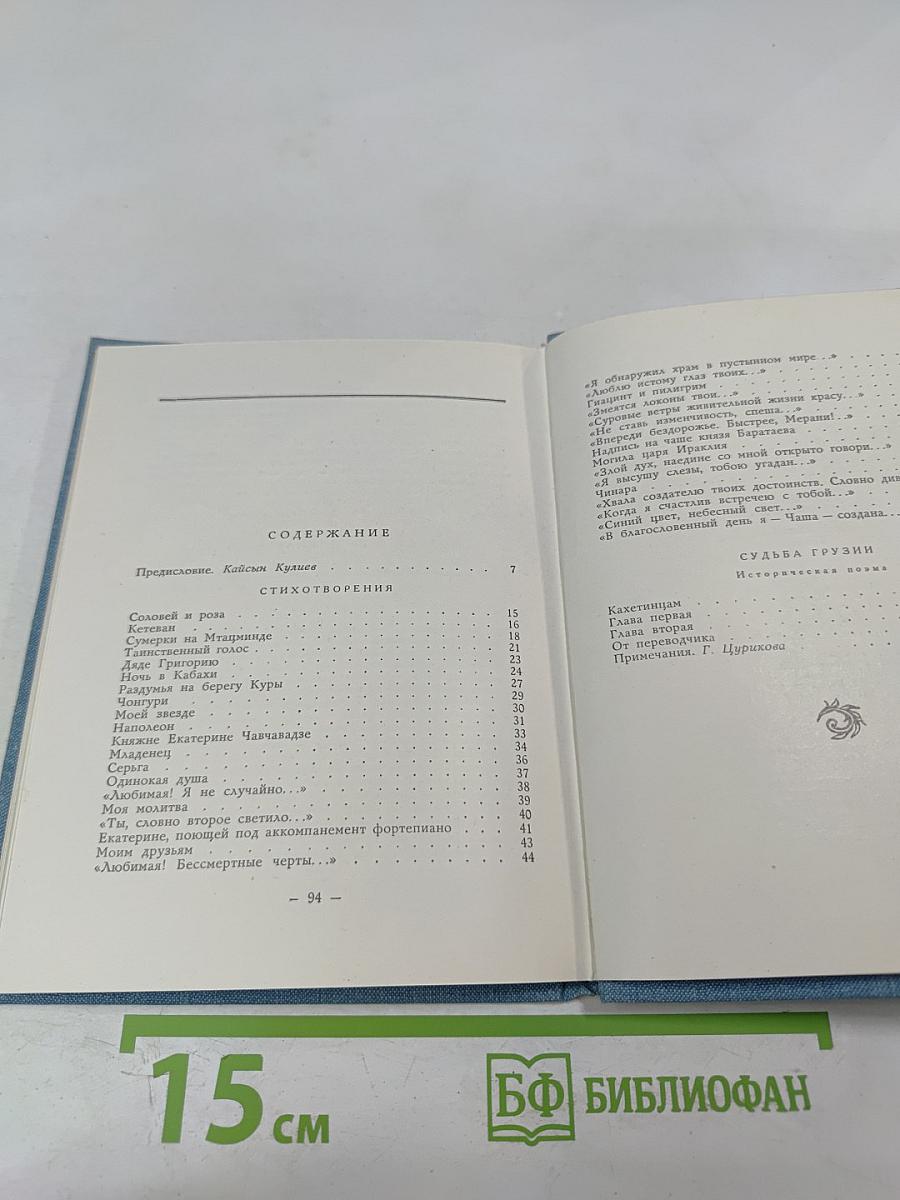 СОДЕРЖАНИЕ
Предисловие. Кайсын Кулиев . . . . . . . . . . . 7
СТИХОТВОРЕНИЯ
Соловей и роза . . . . . . . . . . . . . . . 15
Кетеван . . . . . . . . . . . . . . . . . 16
Сумерки на Мтацминде . . . . . . . . . . . . 18
Таинственный голос . . . . . . . . . . . . . 21
Дяде Григорию . . . . . . . . . . . . . . . 23
Ночь в Кабахи . . . . . . . . . . . . . . . 24
Раздумья на берегу Куры . . . . . . . . . . . . 27
Чонгури . . . . . . . . . . . . . . . . . 29
Моей звезде . . . . . . . . . . . . . . . . 30
Наполеон . . . . . . . . . . . . . . . . . 31
Княжне Екатерине Чавчавадзе . . . . . . . . . . 33
Младенец . . . . . . . . . . . . . . . . . 34
Серьга . . . . . . . . . . . . . . . . . . 36
Одинокая душа . . . . . . . . . . . . . . . 37
«Любимая! Я не случайно. . .» . . . . . . . . . . 38
Моя молитва . . . . . . . . . . . . . . . . 39
«Ты, словно второе светило. . .» . . . . . . . . . . 40
Екатерине, поющей под аккомпанемент фортепиано . . . 41
Моим друзьям . . . . . . . . . . . . . . . 43
«Любимая! Бессмертные черты. . .» . . . . . . . . . 44
— 94 —
«Я обнаружил храм в пустынном мире. . .» . . . .
«Люблю истому глаз твоих. . .» . . . . . . .
Гиацинт и пилигрим . . . . . . . . .
«Змеятся локоны твои. . .» . . . . . . . .
«Суровые ветры живительной жизни красу. . .» . . .
«Не ставь изменчивость, спеша. . .» . . . . . .
«Впереди бездорожье. Быстрее, Мерани!. .» . . . .
Надпись на чаше князя Баратаева . . . . . .
Могила царя Ираклия . . . . . . . . .
«Злой дух, наедине со мной открыто говори. . .» . .
«Я высушу слезы, тобою угадан. . .» . . . . . .
Чинара . . . . . . . . . . . . .
«Хвала создателю твоих достоинств. Словно
«Когда я счастлив встречею с тобой. . .» . . . .
«Синий цвет, небесный свет. . .» . . . . . .
«В благословенный день я — Чаша — создана. . .
СУДЬБА ГРУЗИИ
Историческая поэма
Кахетинцам . . . . . . . . . . .
Глава первая . . . . . . . . . .
Глава вторая . . . . . . . . . .
От переводчика . . . . . . . . .
Примечания. Г. Цурикова . . . . . .
15 см
БФ БИБЛИОФАН